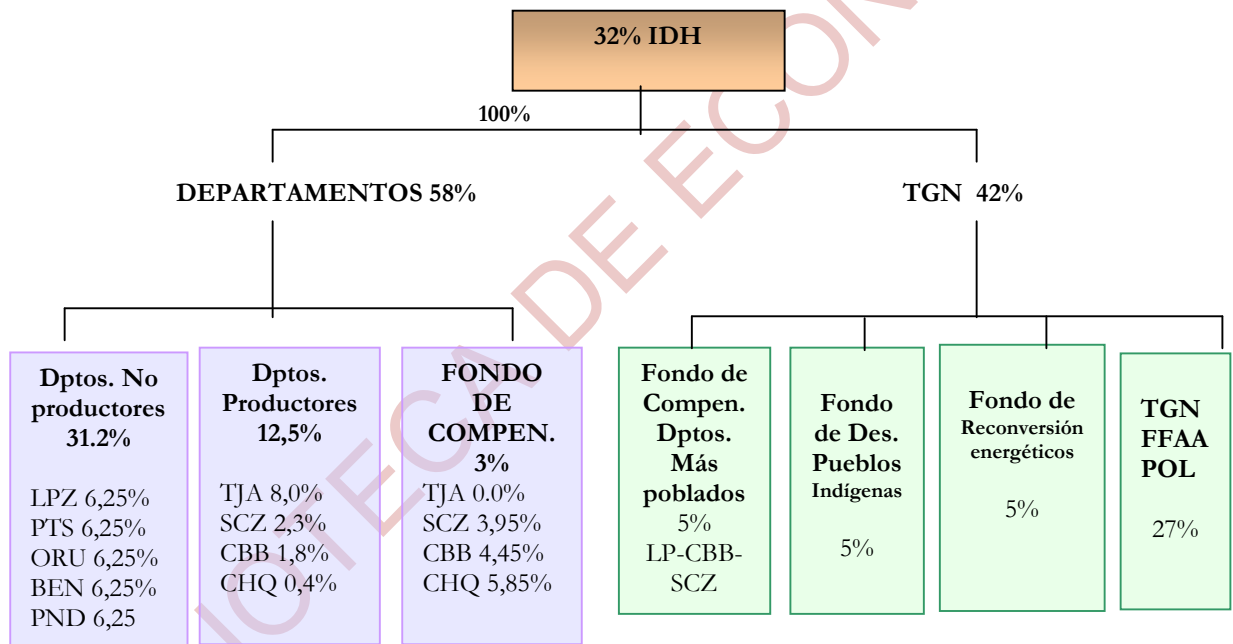 32% IDH
100%
DEPARTAMENTOS 58%
TGN 42%
Dptos. No
productores
31.2%
LPZ 6,25%
PTS 6,25%
ORU 6,25%
BEN 6,25%
PND 6,25
Dptos.
Productores
12,5%
TJA 8,0%
SCZ 2,3%
CBB 1,8%
CHQ 0,4%
FONDO
DE
COMPEN.
3%
TJA 0.0%
SCZ 3,95%
CBB 4,45%
CHQ 5,85%
Fondo de
Compen.
Dptos.
Más
poblados
5%
LP-CBB-
SCZ
Fondo
de Des.
Pueblos
Indígenas
5%
Fondo de
Reconversión
energéticos
5%
TGN
FFAA
POL
27%
IOTECA DE ECON